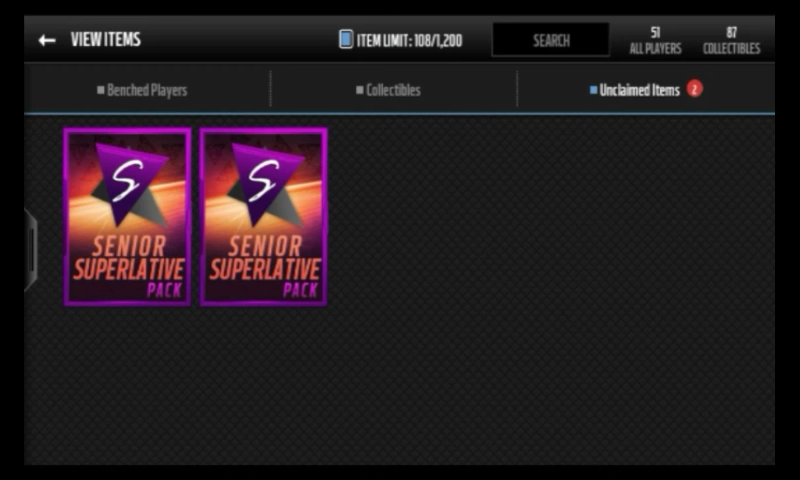 VIEW ITEMS
ITEM LIMIT: 108/1,200
SEARCH
51
ALL PLAYERS
87
COLLECTIBLES
Benched Players
Collectibles
Unclaimed Items 2
S
SENIOR
SUPERLATIVE
PACK
S
SENIOR
SUPERLATIVE
PACK